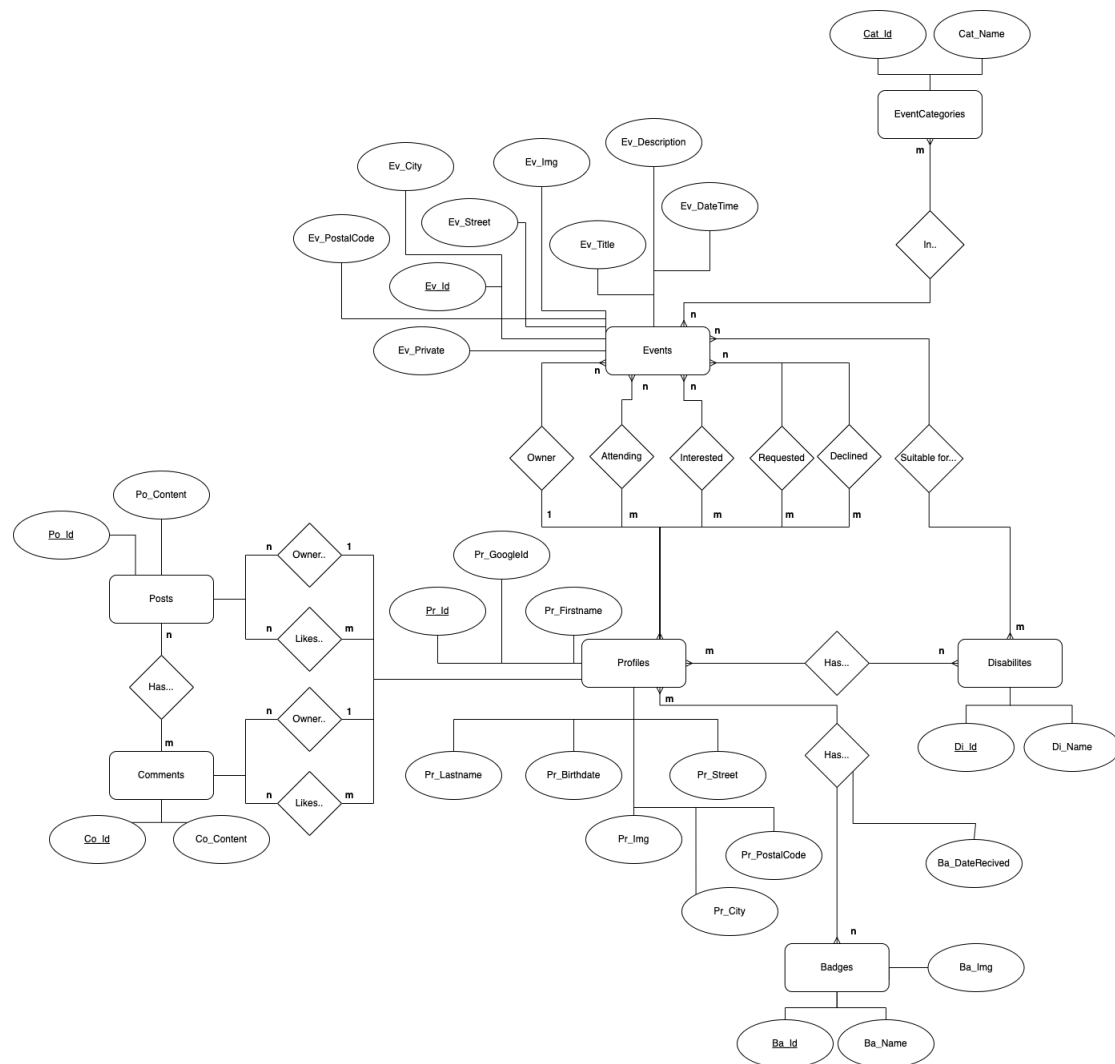 Cat_Id
Cat_Name
EventCategories
m
In..
n
Ev_Description
Ev_Img
Ev_City
Ev_DateTime
Ev_Street
Ev_PostalCode
Ev_Title
Ev_Id
Ev_Private
Events
n
n
n
n
n
Owner
Attending
Interested
Requested
Declined
Suitable for...
1
m
m
m
m
m
Po_Content
Po_Id
Posts
n
Owner..
1
n
Likes..
m
n
Has...
m
Comments
n
Owner..
1
n
Likes..
m
Co_Id
Co_Content
Pr_GoogleId
Pr_Id
Pr_Firstname
Profiles
m
Has...
n
Disabilites
Di_Id
Di_Name
m
Has...
Pr_Lastname
Pr_Birthdate
Pr_Street
Pr_Img
Pr_PostalCode
Pr_City
Ba_DateRecived
n
Badges
Ba_Img
Ba_Id
Ba_Name